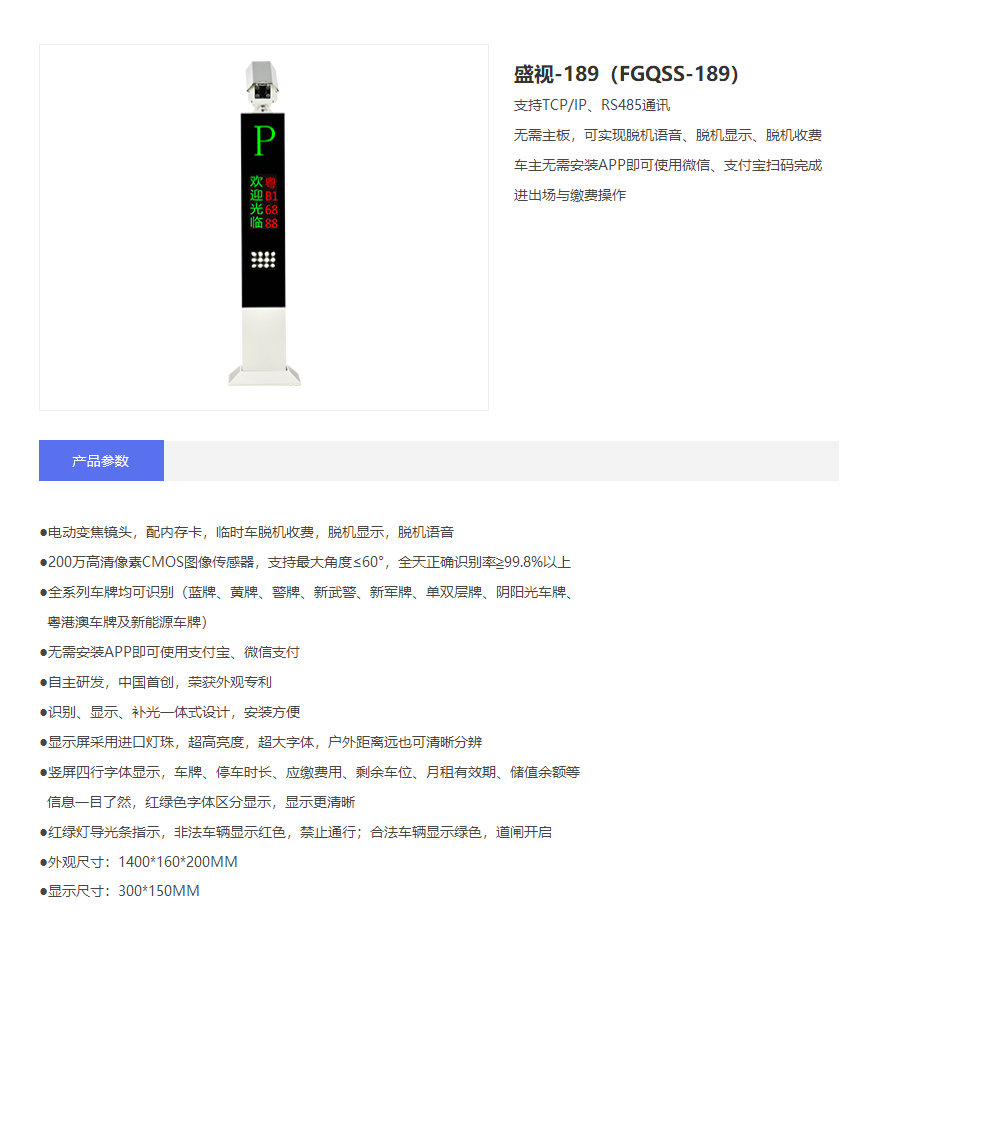 P
欢粤
迎B1
光68
临88
盛视-189（FGQSS-189）
支持TCP/IP、RS485通讯
无需主板，可实现脱机语音、脱机显示、脱机收费
车主无需安装APP即可使用微信、支付宝扫码完成
进出场与缴费操作
产品参数
●电动变焦镜头，配内存卡，临时车脱机收费，脱机显示，脱机语音
●200万高清像素CMOS图像传感器，支持最大角度≤60°，全天正确识别率≧99.8%以上
●全系列车牌均可识别（蓝牌、黄牌、警牌、新武警、新军牌、单双层牌、阴阳光车牌、
粤港澳车牌及新能源车牌）
●无需安装APP即可使用支付宝、微信支付
●自主研发，中国首创，荣获外观专利
●识别、显示、补光一体式设计，安装方便
●显示屏采用进口灯珠，超高亮度，超大字体，户外距离远也可清晰分辨
●竖屏四行字体显示，车牌、停车时长、应缴费用、剩余车位、月租有效期、储值余额等
信息一目了然，红绿色字体区分显示，显示更清晰
●红绿灯导光条指示，非法车辆显示红色，禁止通行；合法车辆显示绿色，道闸开启
●外观尺寸：1400*160*200MM
●显示尺寸：300*150MM